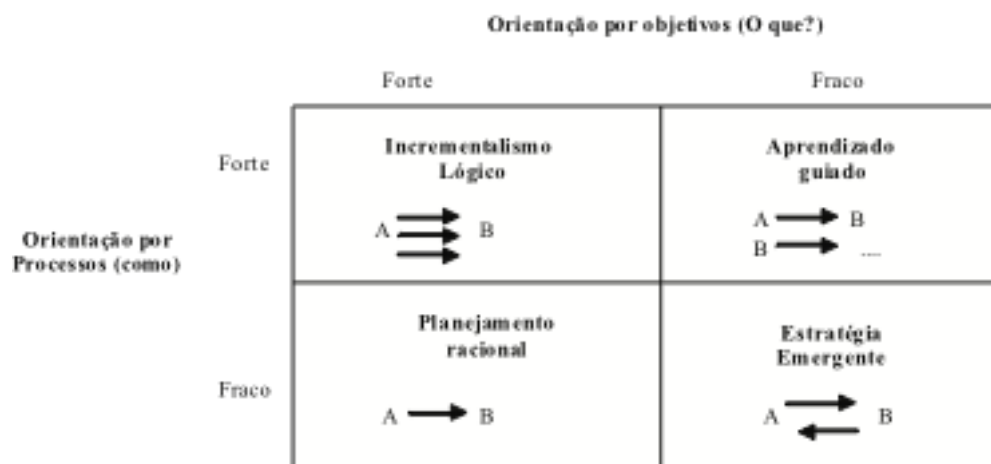 Orientação por objetivos (O que?)
Forte Fraco
Forte
Incrementalismo
Lógico
A B
Aprendizado
guiado
A B
B ....
Orientação por
Processos (como)
Fraco
Planejamento
racional
A B
Estratégia
Emergente
A B